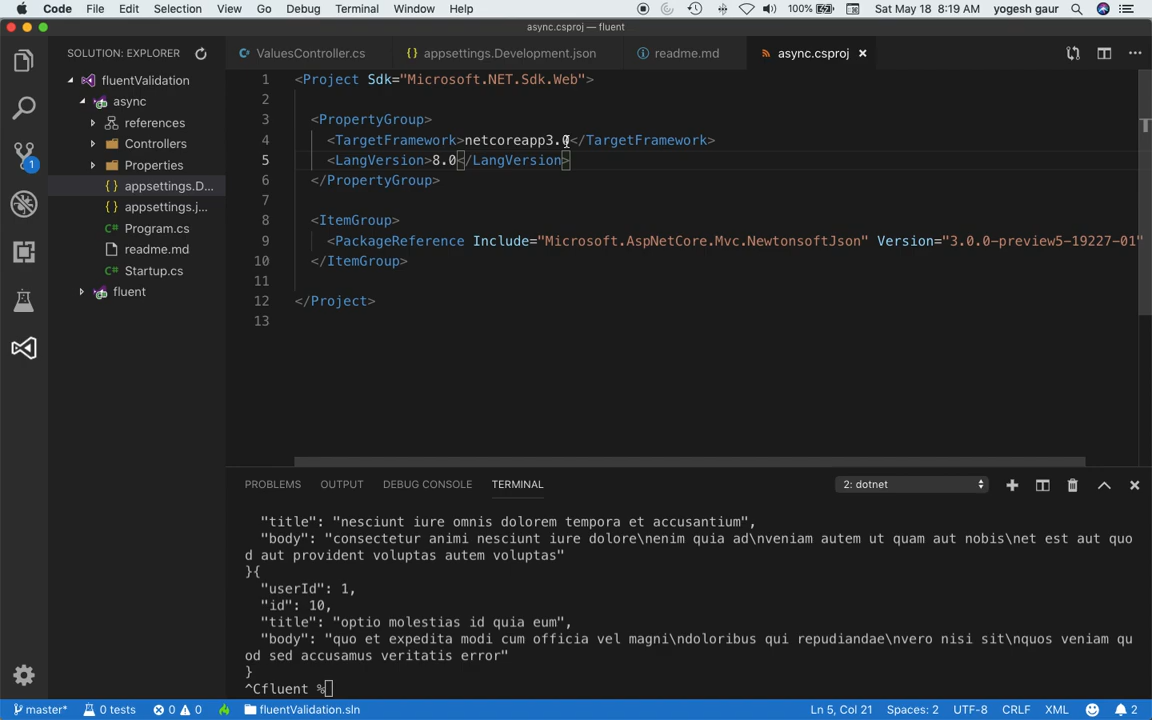 Code File Edit Selection View Go Debug Terminal Window Help 100% Sat May 18 8:19 AM yogesh gaur
async.csproj — fluent
SOLUTION: EXPLORER
ValuesController.cs appsettings.Development.json readme.md async.csproj
fluentValidation
async
references
Controllers
Properties
appsettings.D...
appsettings.j...
Program.cs
readme.md
Startup.cs
fluent
1
1 <Project Sdk="Microsoft.NET.Sdk.Web">
2
3 <PropertyGroup>
4 <TargetFramework>netcoreapp3.0</TargetFramework>
5 <LangVersion>8.0</LangVersion>
6 </PropertyGroup>
7
8 <ItemGroup>
9 <PackageReference Include="Microsoft.AspNetCore.Mvc.NewtonsoftJson" Version="3.0.0-preview5-19227-01"
10 </ItemGroup>
11
12 </Project>
13
PROBLEMS OUTPUT DEBUG CONSOLE TERMINAL 2: dotnet
"title": "nesciunt iure omnis dolorem tempora et accusantium",
"body": "consectetur animi nesciunt iure dolore\nenim quia ad\nveniam autem ut quam aut nobis\net est aut quo
d aut provident voluptas autem voluptas"
}{
"userId": 1,
"id": 10,
"title": "optio molestias id quia eum",
"body": "quo et expedita modi cum officia vel magni\ndoloribus qui repudiandae\nvero nisi sit\nquos veniam qu
od sed accusamus veritatis error"
}
^Cfluent %
master* 0 tests 0 0 fluentValidation.sln Ln 5, Col 21 Spaces: 2 UTF-8 CRLF XML 2